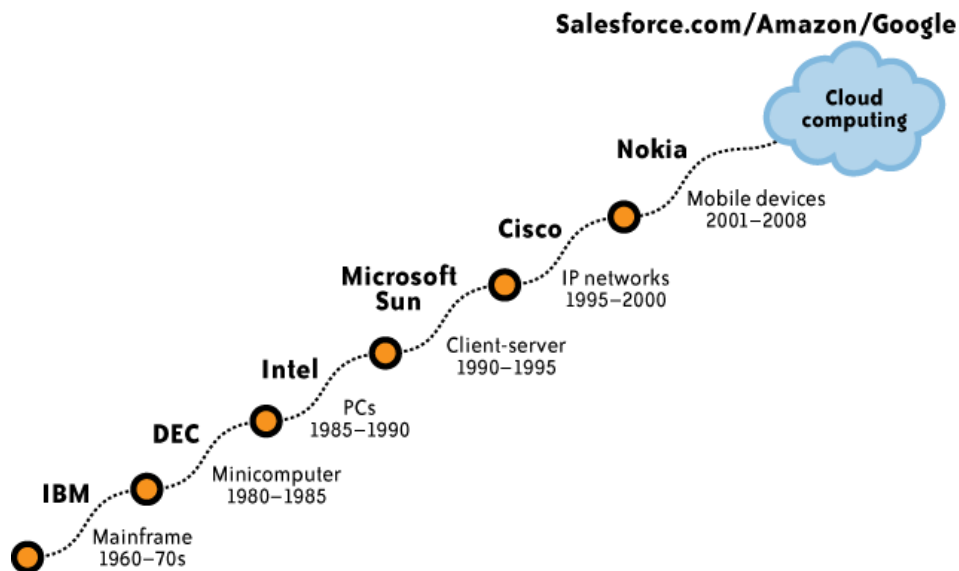 Salesforce.com/Amazon/Google
Cloud
computing
Nokia
Mobile devices
2001–2008
Cisco
IP networks
1995–2000
Microsoft
Sun
Client-server
1990–1995
Intel
PCs
1985–1990
DEC
Minicomputer
1980–1985
IBM
Mainframe
1960–70s